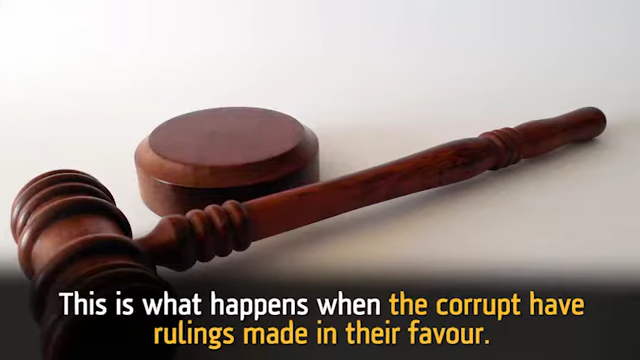 This is what happens when the corrupt have
rulings made in their favour.